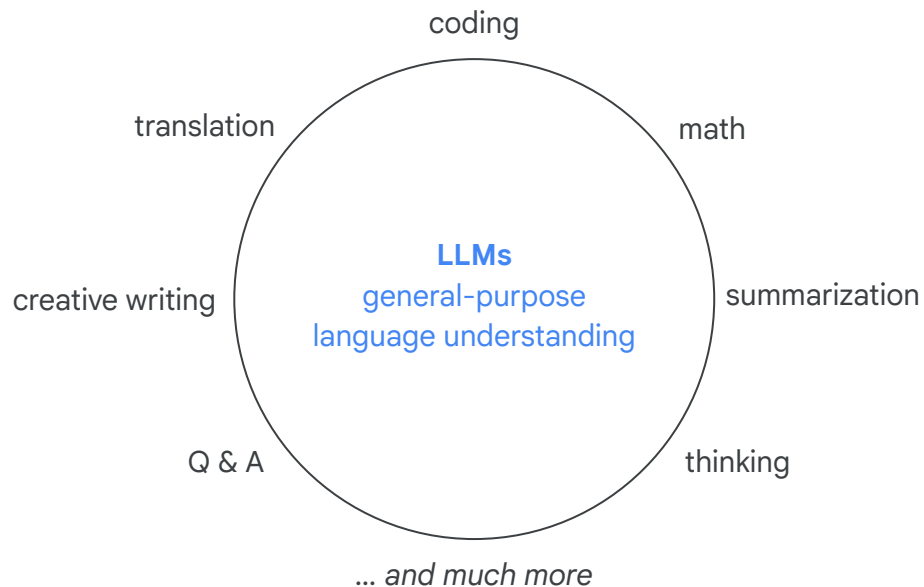 coding
translation
math
LLMs
general-purpose
language understanding
creative writing
summarization
Q & A
thinking
... and much more